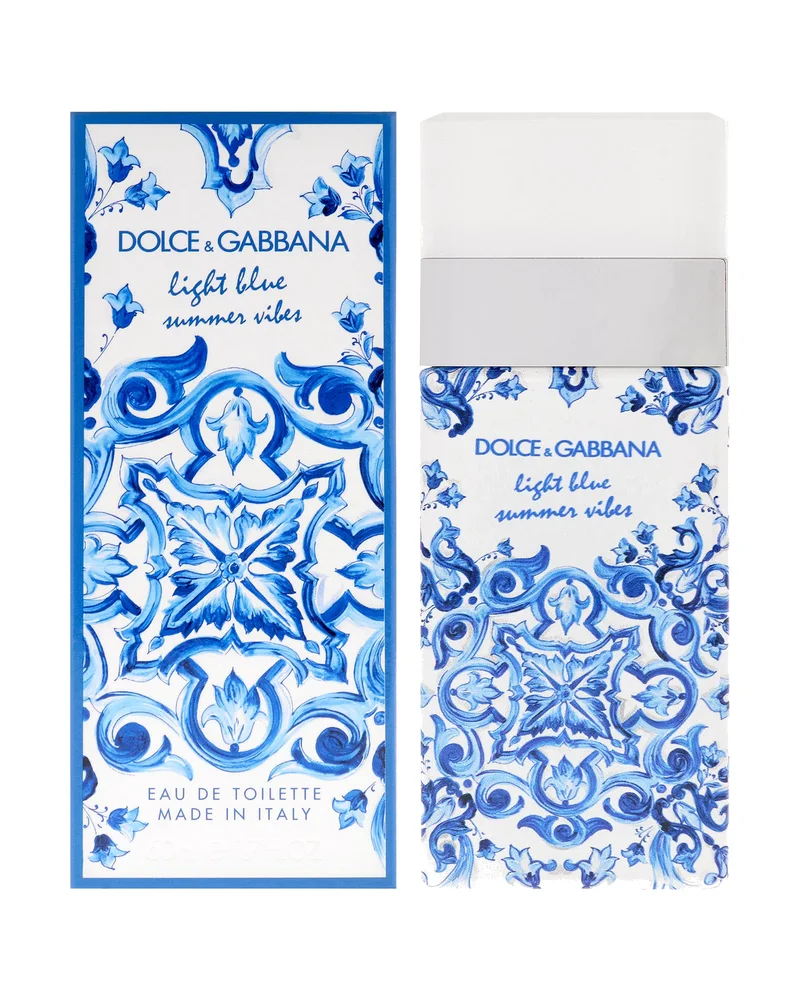 DOLCE & GABBANA
light blue
summer vibes
EAU DE TOILETTE
MADE IN ITALY
DOLCE & GABBANA
light blue
summer vibes